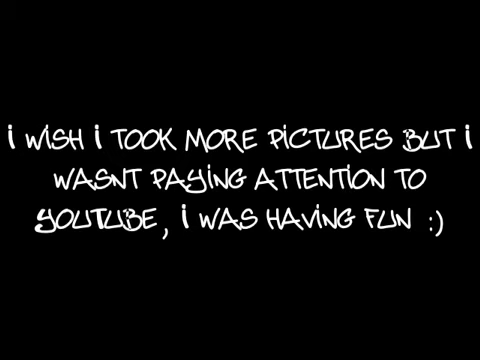 I WISH I TOOK MORE PICTURES BUT I
WASNT PAYING ATTENTION TO
YOUTUBE, I WAS HAVING FUN :)